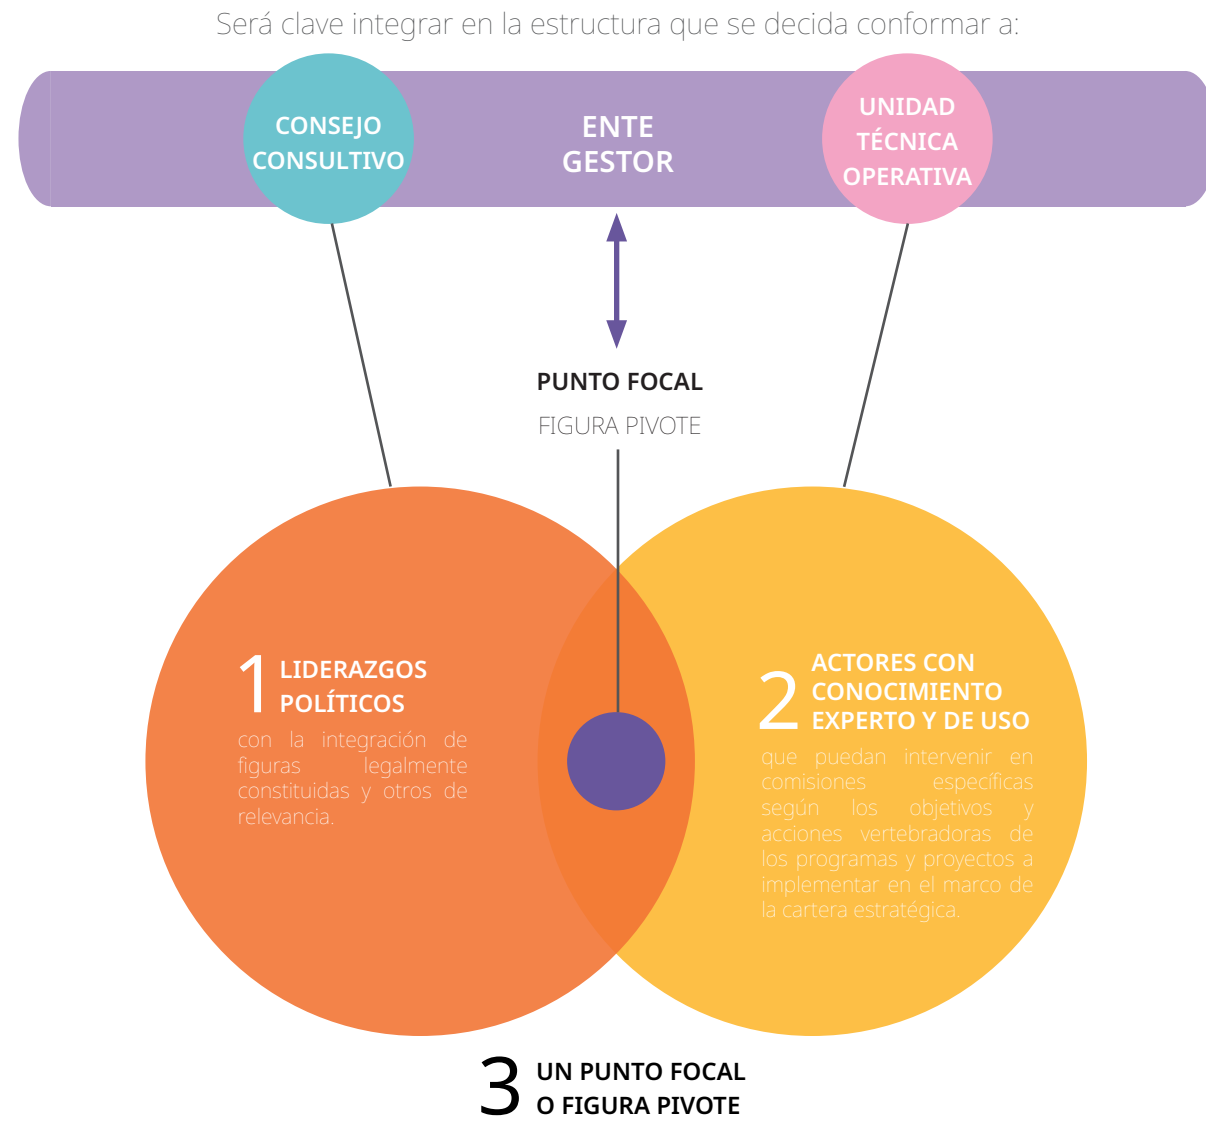 Será clave integrar en la estructura que se decida conformar a:
CONSEJO
CONSULTIVO
ENTE
GESTOR
UNIDAD
TÉCNICA
OPERATIVA
PUNTO FOCAL
FIGURA PIVOTE
1 LIDERAZGOS
POLÍTICOS
con la integración de
figuras legalmente
constituidas y otros de
relevancia.
2 ACTORES CON
CONOCIMIENTO
EXPERTO Y DE USO
que puedan intervenir en
comisiones específicas
según los objetivos y
acciones vertebradoras de
los programas y proyectos a
implementar en el marco de
la cartera estratégica.
3 UN PUNTO FOCAL
O FIGURA PIVOTE